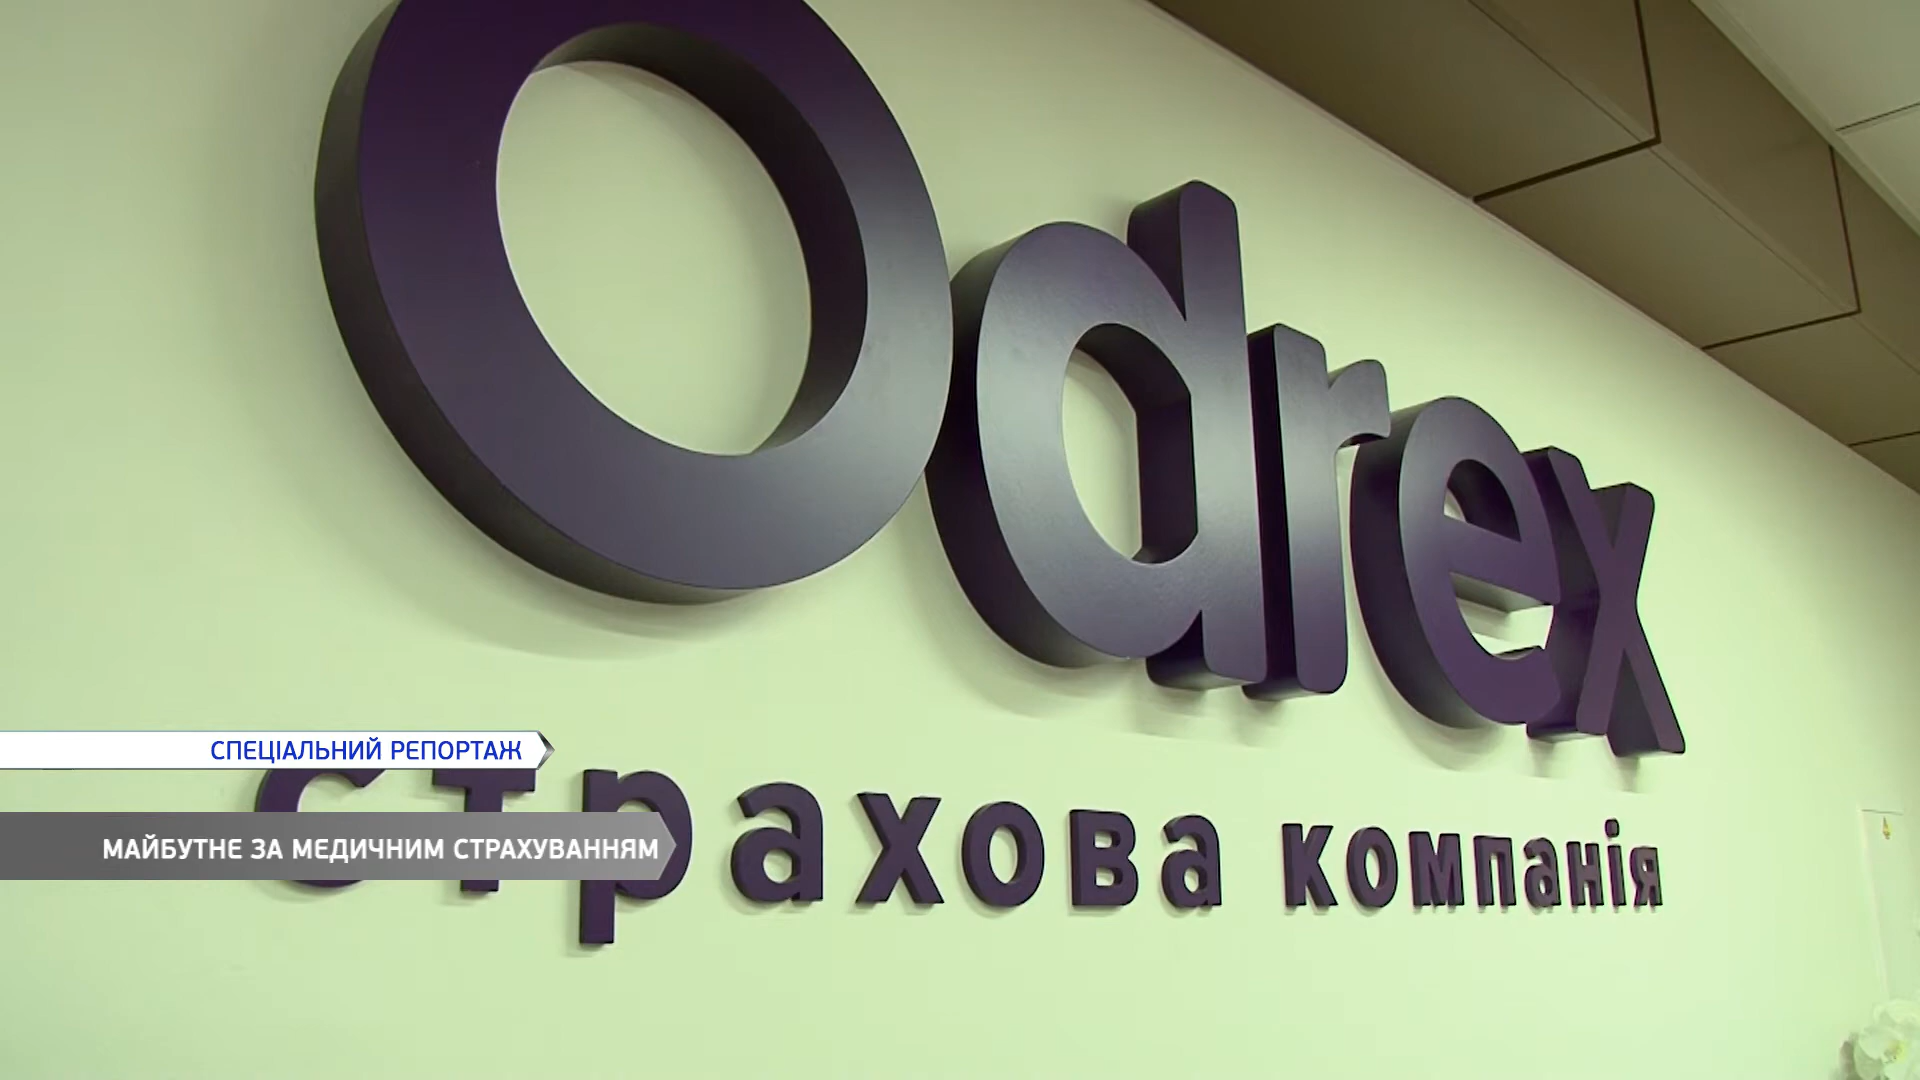 Odrex
СПЕЦІАЛЬНИЙ РЕПОРТАЖ
страхова компанія
МАЙБУТНЄ ЗА МЕДИЧНИМ СТРАХУВАННЯМ